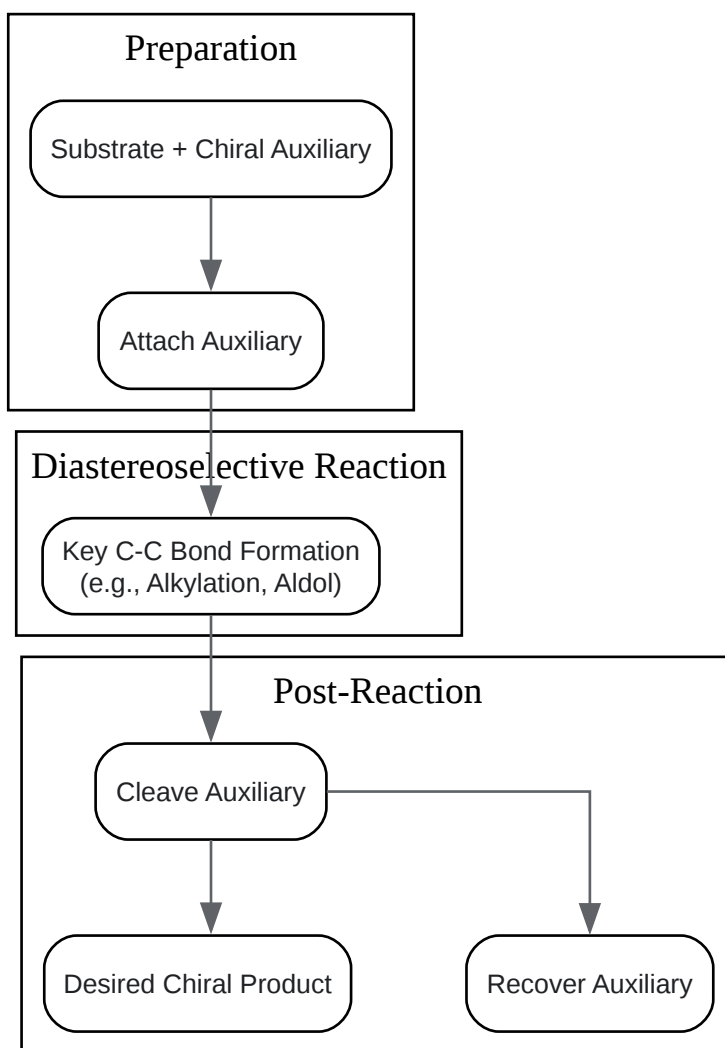 Preparation
Substrate + Chiral Auxiliary
Attach Auxiliary
Diastereoselective Reaction
Key C-C Bond Formation
(e.g., Alkylation, Aldol)
Post-Reaction
Cleave Auxiliary
Desired Chiral Product
Recover Auxiliary